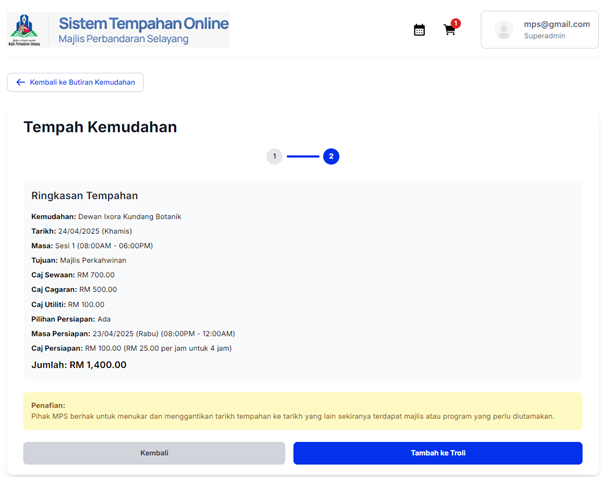 Sistem Tempahan Online
Majlis Perbandaran Selayang
1
mps@gmail.com
Superadmin
Kembali ke Butiran Kemudahan
Tempah Kemudahan
1
2
Ringkasan Tempahan
Kemudahan: Dewan Ixora Kundang Botanik
Tarikh: 24/04/2025 (Khamis)
Masa: Sesi 1 (08:00AM - 06:00PM)
Tujuan: Majlis Perkahwinan
Caj Sewaan: RM 700.00
Caj Cagaran: RM 500.00
Caj Utiliti: RM 100.00
Pilihan Persiapan: Ada
Masa Persiapan: 23/04/2025 (Rabu) (08:00PM - 12:00AM)
Caj Persiapan: RM 100.00 (RM 25.00 per jam untuk 4 jam)
Jumlah: RM 1,400.00
Penafian:
Pihak MPS berhak untuk menukar dan menggantikan tarikh tempahan ke tarikh yang lain sekiranya terdapat majlis atau program yang perlu diutamakan.
Kembali
Tambah ke Troli